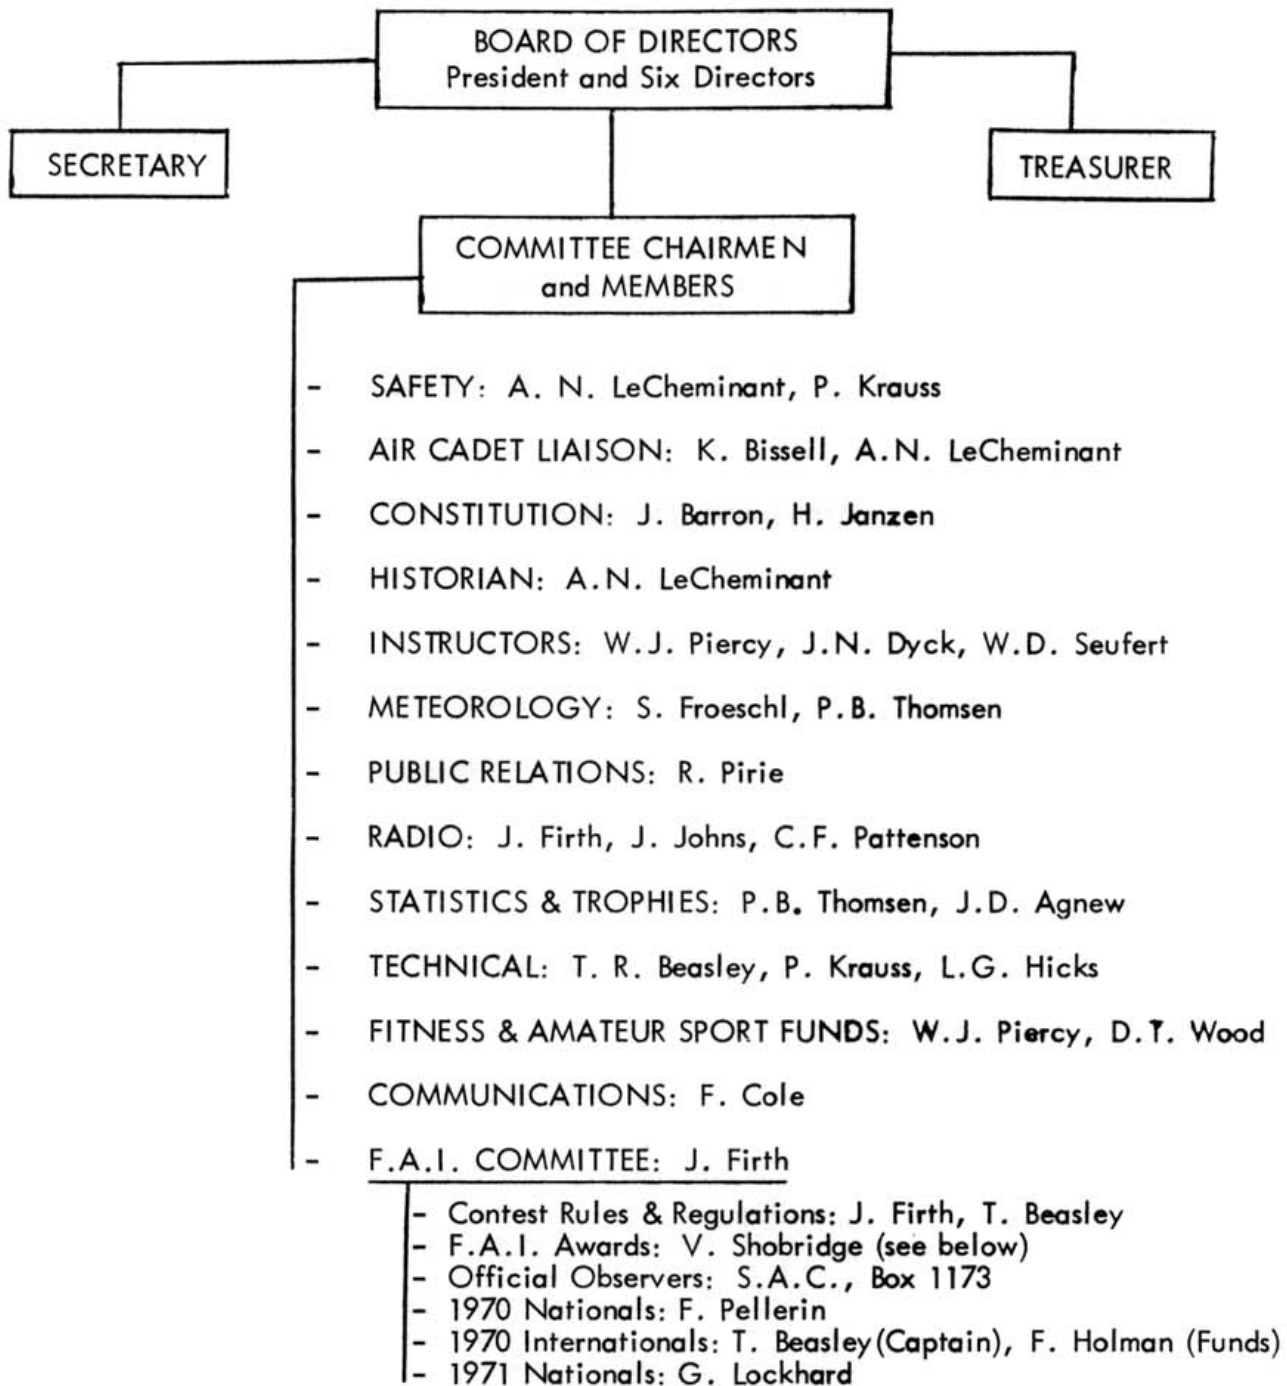 BOARD OF DIRECTORS
President and Six Directors
SECRETARY
TREASURER
COMMITTEE CHAIRMEN
and MEMBERS
- SAFETY: A. N. LeCheminant, P. Krauss
- AIR CADET LIAISON: K. Bissell, A.N. LeCheminant
- CONSTITUTION: J. Barron, H. Janzen
- HISTORIAN: A.N. LeCheminant
- INSTRUCTORS: W.J. Piercy, J.N. Dyck, W.D. Seufert
- METEOROLOGY: S. Froeschl, P.B. Thomsen
- PUBLIC RELATIONS: R. Pirie
- RADIO: J. Firth, J. Johns, C.F. Pattenson
- STATISTICS & TROPHIES: P.B. Thomsen, J.D. Agnew
- TECHNICAL: T. R. Beasley, P. Krauss, L.G. Hicks
- FITNESS & AMATEUR SPORT FUNDS: W.J. Piercy, D.T. Wood
- COMMUNICATIONS: F. Cole
- F.A.I. COMMITTEE: J. Firth
- Contest Rules & Regulations: J. Firth, T. Beasley
- F.A.I. Awards: V. Shobridge (see below)
- Official Observers: S.A.C., Box 1173
- 1970 Nationals: F. Pellerin
- 1970 Internationals: T. Beasley (Captain), F. Holman (Funds)
- 1971 Nationals: G. Lockhard